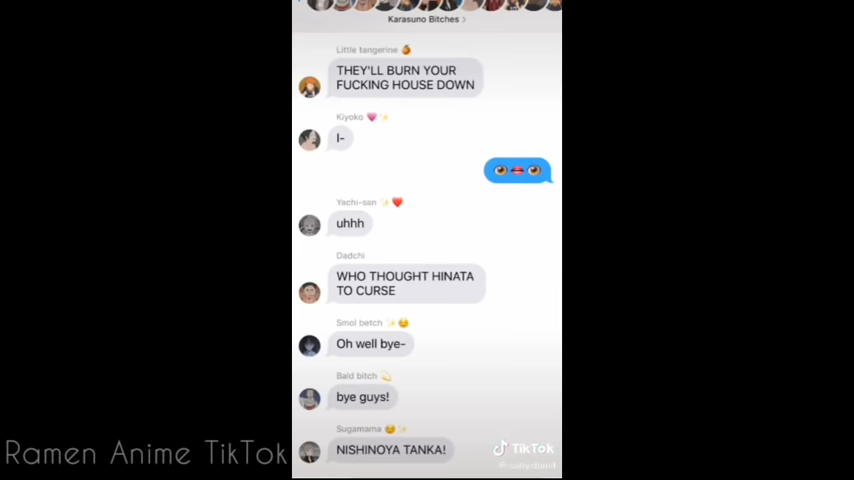 Karasuno Bitches >
Little tangerine 🍊
THEY'LL BURN YOUR
FUCKING HOUSE DOWN
Kiyoko 💗✨
I-
👁️👄👁️
Yachi-san ✨❤️
uhhh
Dadchi
WHO THOUGHT HINATA
TO CURSE
Smol betch ✨😌
Oh well bye-
Bald bitch 💫
bye guys!
Sugamama 😌✨
NISHINOYA TANKA!
TikTok
Ramen Anime TikTok